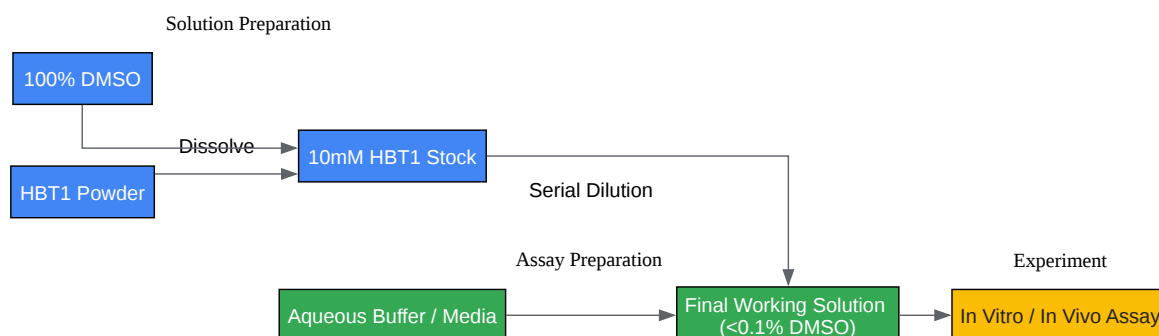 Solution Preparation
100% DMSO
Dissolve
10mM HBT1 Stock
HBT1 Powder
Serial Dilution
Assay Preparation
Experiment
Aqueous Buffer / Media
Final Working Solution
(<0.1% DMSO)
In Vitro / In Vivo Assay